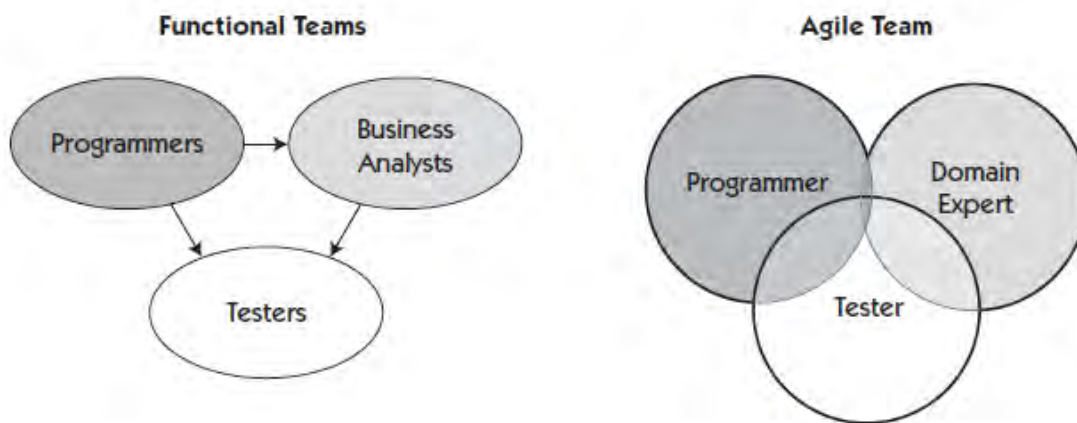 Functional Teams
Programmers
Business
Analysts
Testers
Agile Team
Programmer
Domain
Expert
Tester